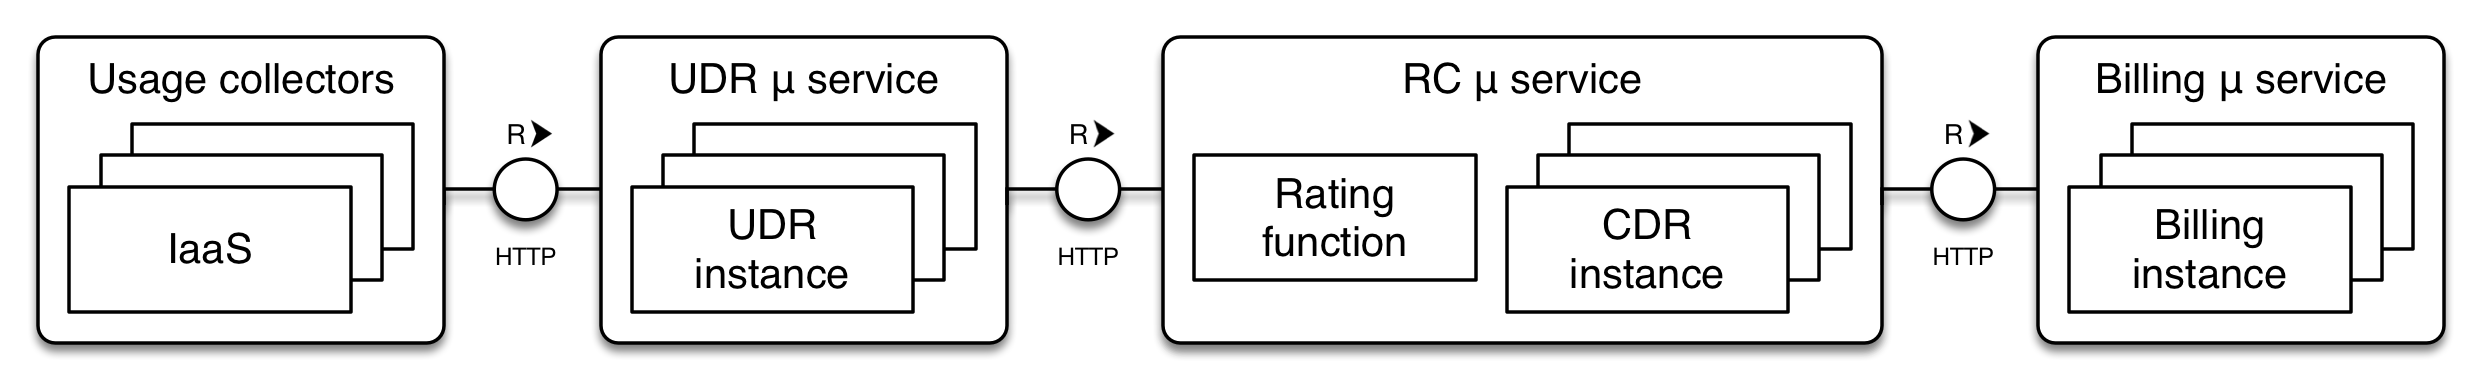 Usage collectors
IaaS
R
HTTP
UDR μ service
UDR
instance
R
HTTP
RC μ service
Rating
function
CDR
instance
R
HTTP
Billing μ service
Billing
instance